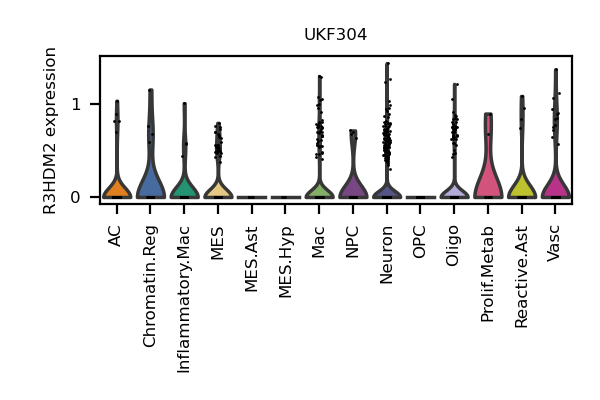 UKF304
R3HDM2 expression
1
0
AC
Chromatin.Reg
Inflammatory.Mac
MES
MES.Ast
MES.Hyp
Mac
NPC
Neuron
OPC
Oligo
Prolif.Metab
Reactive.Ast
Vasc